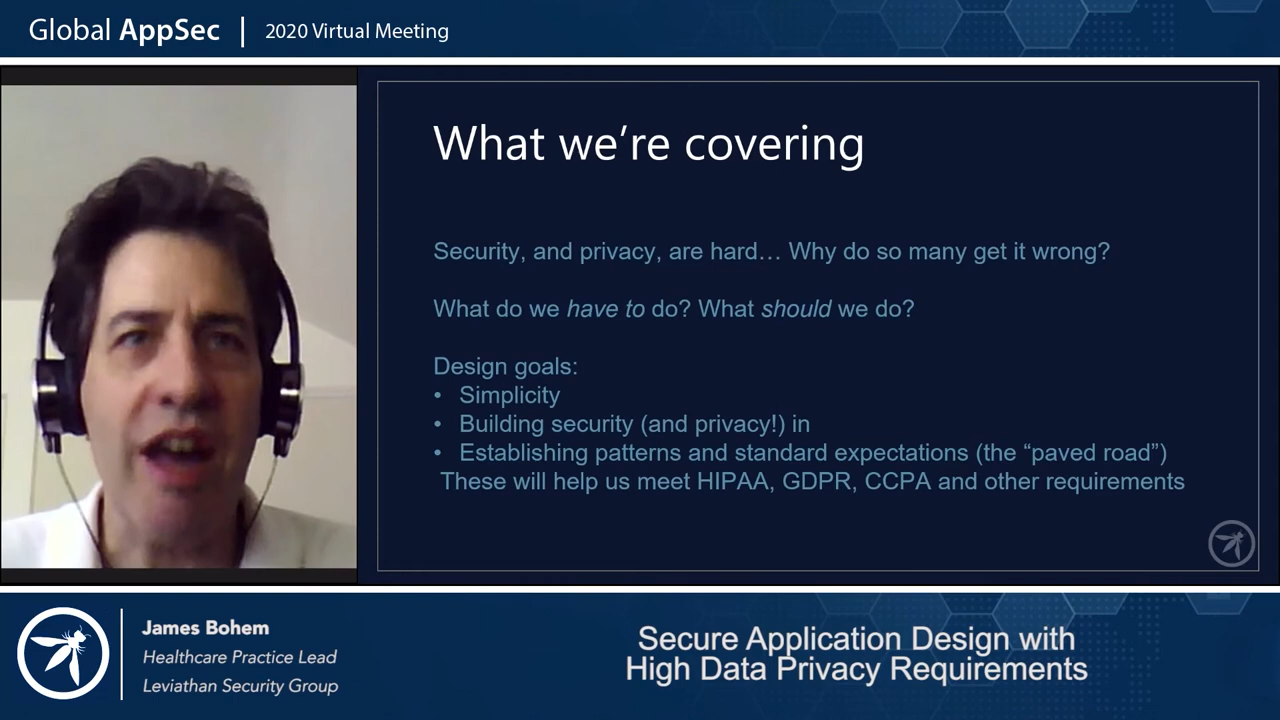 Global AppSec | 2020 Virtual Meeting
What we’re covering
Security, and privacy, are hard… Why do so many get it wrong?
What do we have to do? What should we do?
Design goals:
• Simplicity
• Building security (and privacy!) in
• Establishing patterns and standard expectations (the “paved road”)
These will help us meet HIPAA, GDPR, CCPA and other requirements
James Bohem
Healthcare Practice Lead
Leviathan Security Group
Secure Application Design with
High Data Privacy Requirements